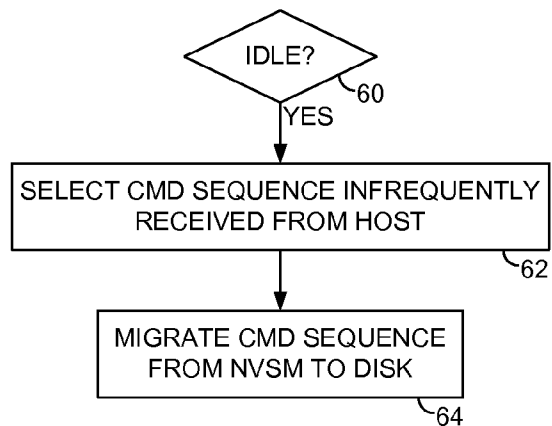 IDLE?
60
YES
SELECT CMD SEQUENCE INFREQUENTLY
RECEIVED FROM HOST
62
MIGRATE CMD SEQUENCE
FROM NVSM TO DISK
64